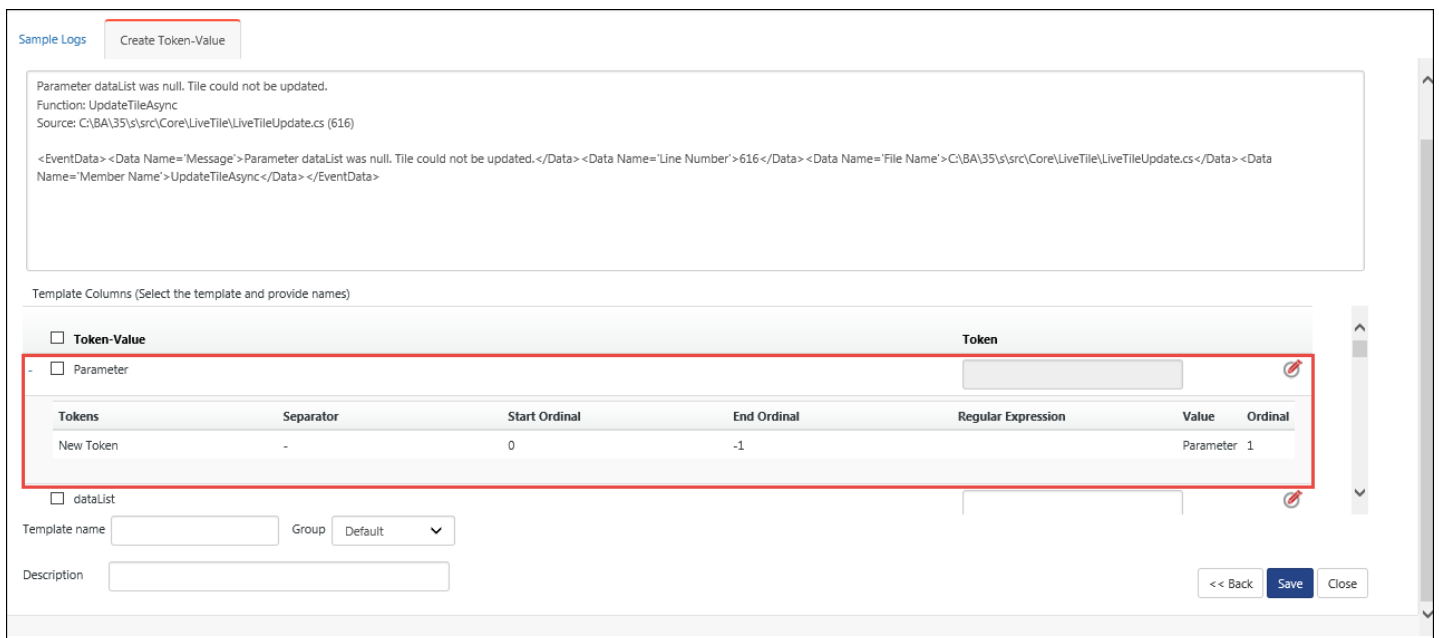 Sample Logs
Create Token-Value
Parameter dataList was null. Tile could not be updated.
Function: UpdateTileAsync
Source: C:\BA\35\s\src\Core\LiveTile\LiveTileUpdate.cs (616)
<EventData><Data Name='Message'>Parameter dataList was null. Tile could not be updated.</Data><Data Name='Line Number'>616</Data><Data Name='File Name'>C:\BA\35\s\src\Core\LiveTile\LiveTileUpdate.cs</Data><Data
Name='Member Name'>UpdateTileAsync</Data></EventData>
Template Columns (Select the template and provide names)
Token-Value Token
- Parameter
Tokens Separator Start Ordinal End Ordinal Regular Expression Value Ordinal
New Token - 0 -1 Parameter 1
dataList
Template name Group Default
Description
<< Back Save Close